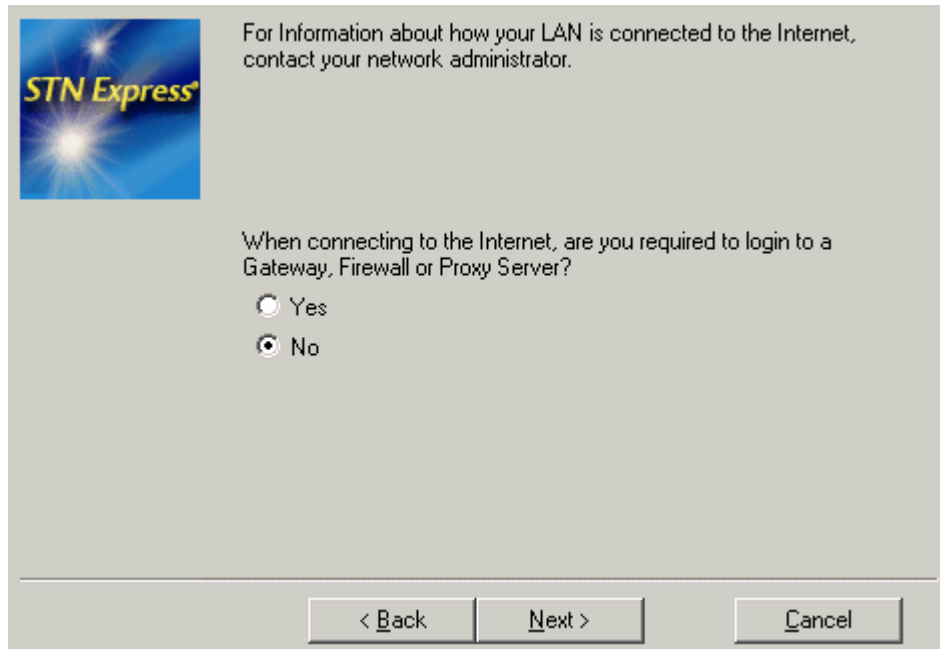 STN Express®
For Information about how your LAN is connected to the Internet,
contact your network administrator.
When connecting to the Internet, are you required to login to a
Gateway, Firewall or Proxy Server?
Yes
No
< Back
Next >
Cancel